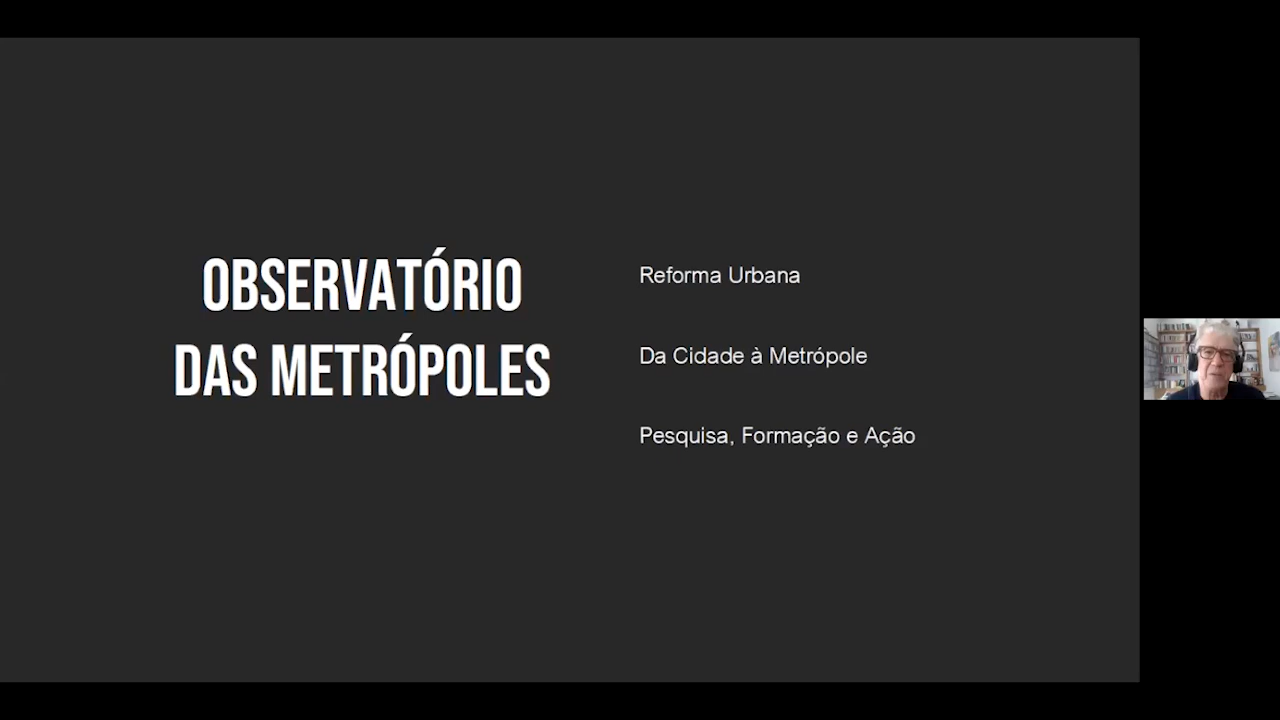 OBSERVATÓRIO
DAS METRÓPOLES
Reforma Urbana
Da Cidade à Metrópole
Pesquisa, Formação e Ação